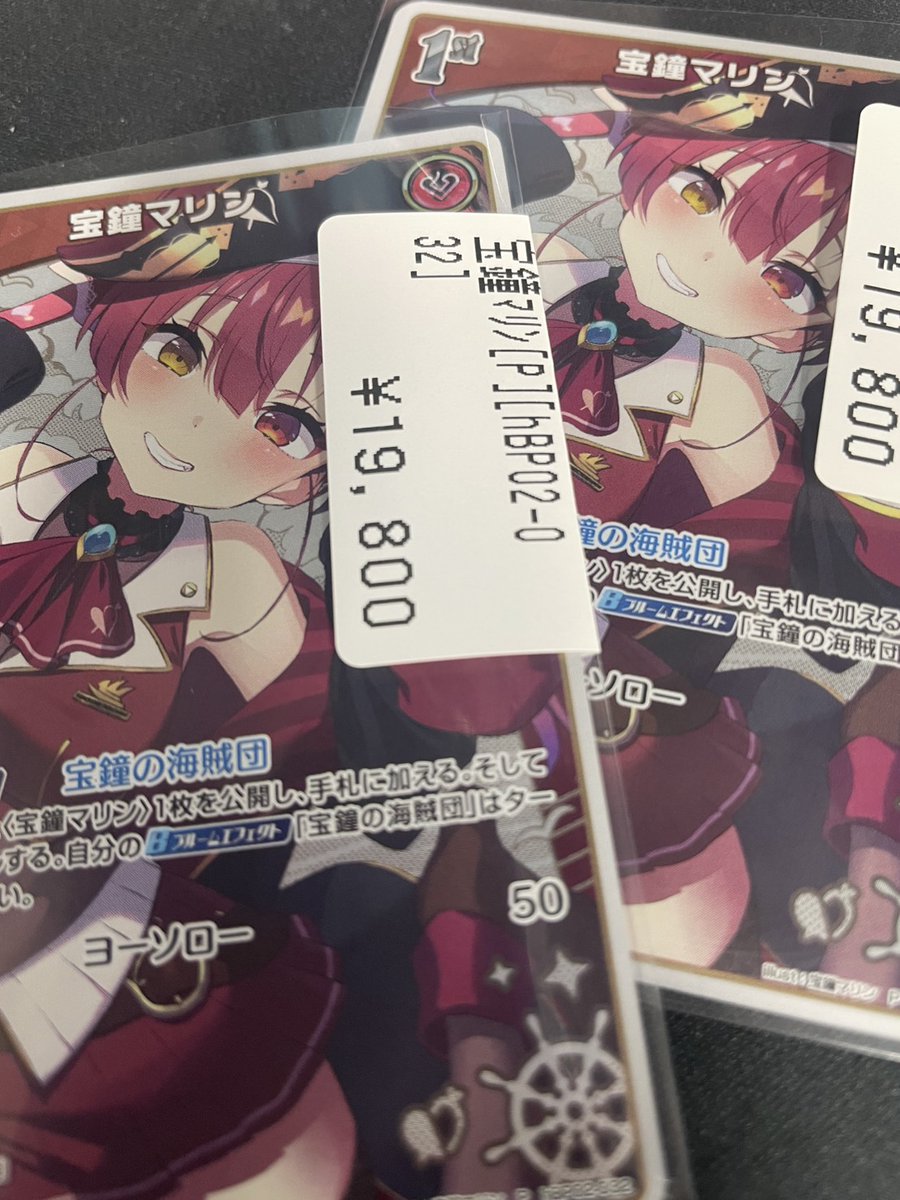 宝鐘マリン
宝鐘マリン[P][hBP02-0
32]
¥19,800
宝鐘の海賊団
〈宝鐘マリン〉1枚を公開し、手札に加える。そして
する。自分の ブルームエフェクト「宝鐘の海賊団」はター
い。
ヨーソロー
50
1st
宝鐘マリン
¥19,800
鐘の海賊団
〉1枚を公開し、手札に加える
ブルームエフェクト「宝鐘の海賊団
ーソロー
illust:宝鐘マリン